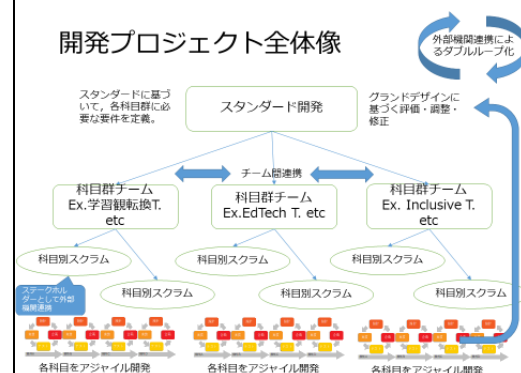 開発プロジェクト全体像
外部機関連携によ
るダブルループ化
スタンダードに基づ
いて，各科目群に必
要な要件を定義。
スタンダード開発
グランドデザインに
基づく評価・調整・
修正
チーム間連携
科目群チーム
Ex.学習観転換T.
etc
科目群チーム
Ex.EdTech T. etc
科目群チーム
Ex. Inclusive T.
etc
科目別スクラム
科目別スクラム
科目別スクラム
ステークホル
ダーとして外部
機関連携
科目別スクラム
科目別スクラム
科目別スクラム
各科目をアジャイル開発
各科目をアジャイル開発
各科目をアジャイル開発